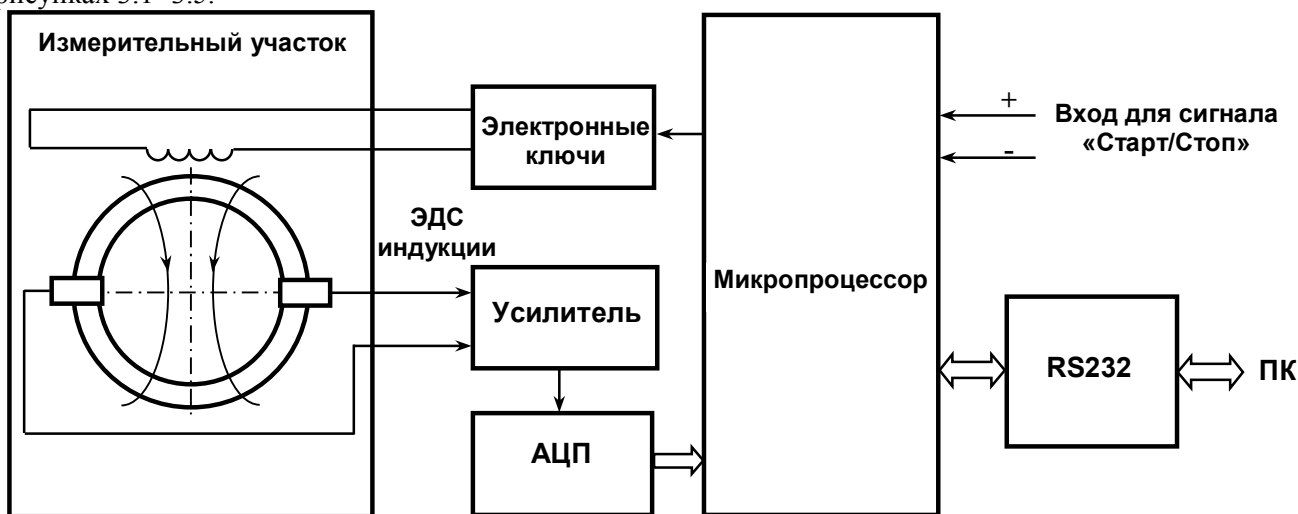 рисунках 3.1–3.3.
Измерительный участок
Электронные
ключи
+
-
Вход для сигнала
«Старт/Стоп»
ЭДС
индукции
Микропроцессор
Усилитель
RS232
ПК
АЦП